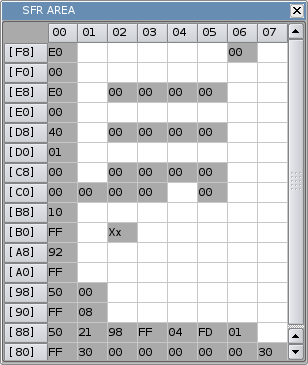 SFR AREA
00 01 02 03 04 05 06 07
[F8] E0 00
[F0] 00
[E8] E0 00 00 00 00
[E0] 00
[D8] 40 00 00 00 00
[D0] 01
[C8] 00 00 00 00 00
[C0] 00 00 00 00 00
[B8] 10
[B0] FF Xx
[A8] 92
[A0] FF
[98] 50 00
[90] FF 08
[88] 50 21 98 FF 04 FD 01
[80] FF 30 00 00 00 00 00 30